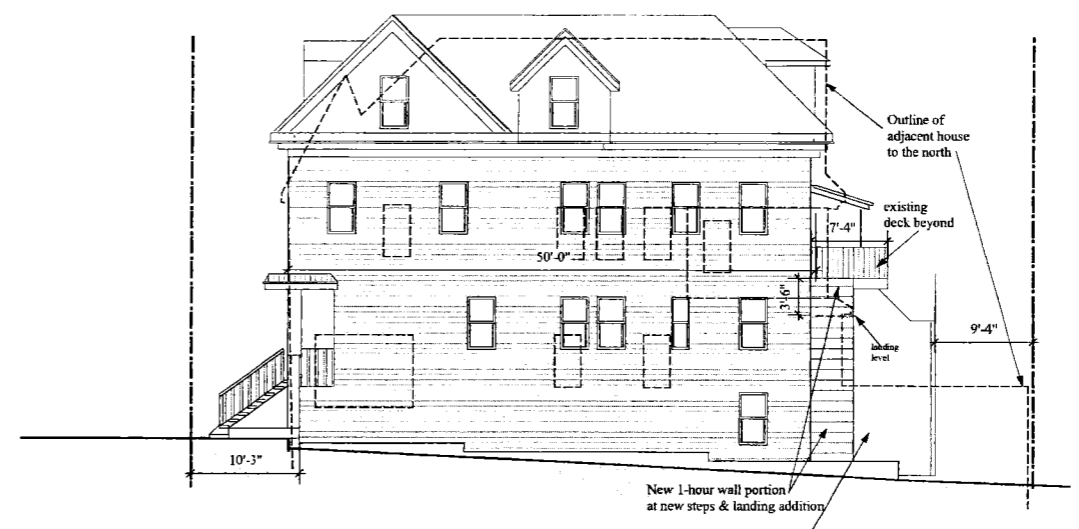 Outline of
adjacent house
to the north
existing
deck beyond
7'-4"
50'-0"
3'-6"
9'-4"
landing
level
10'-3"
New 1-hour wall portion
at new steps & landing addition